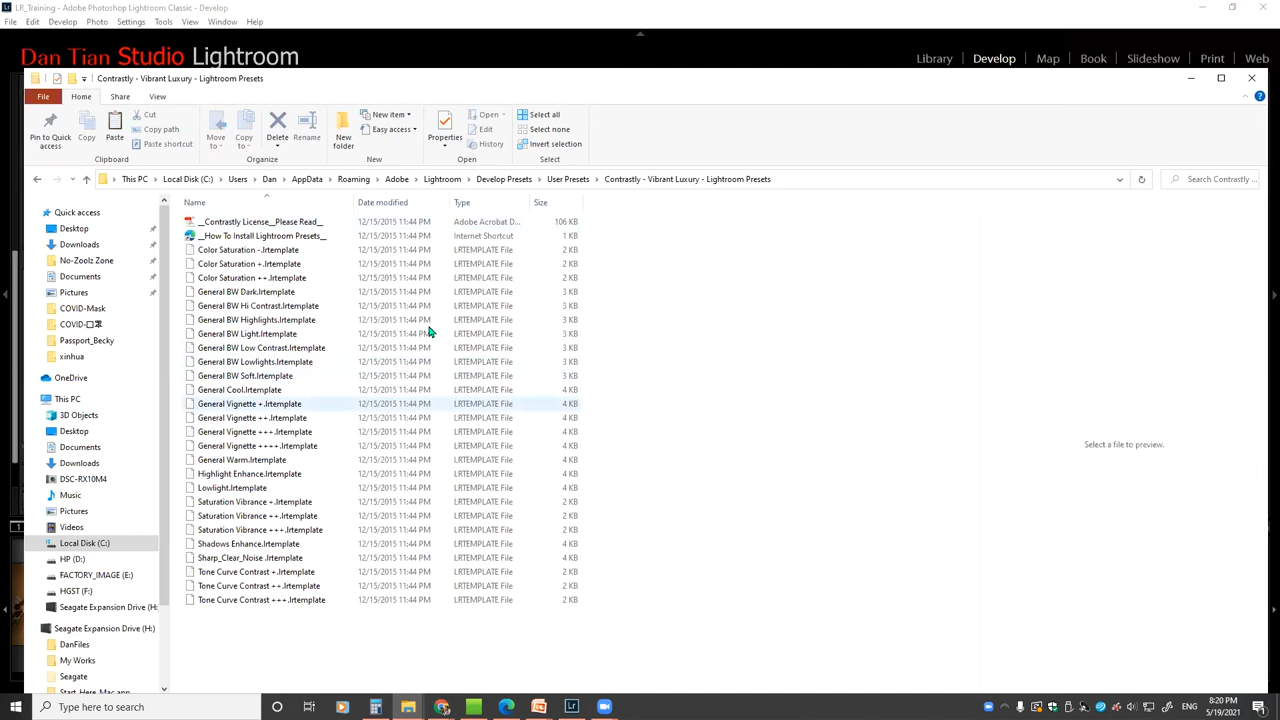 LR_Training - Adobe Photoshop Lightroom Classic - Develop
File Edit Develop Photo Settings Tools View Window Help
Dan Tian Studio Lightroom
Library | Develop | Map | Book | Slideshow | Print | Web
Contrastly - Vibrant Luxury - Lightroom Presets
File Home Share View
Pin to Quick access
Copy
Paste
Cut
Copy path
Paste shortcut
Clipboard
Move to
Copy to
Delete
Rename
Organize
New folder
New item
Easy access
New
Properties
Open
Edit
History
Open
Select all
Select none
Invert selection
Select
This PC > Local Disk (C:) > Users > Dan > AppData > Roaming > Adobe > Lightroom > Develop Presets > User Presets > Contrastly - Vibrant Luxury - Lightroom Presets
Search Contrastly ...
Quick access
Desktop
Downloads
No-Zoolz Zone
Documents
Pictures
COVID-Mask
COVID-口罩
Passport_Becky
xinhua
OneDrive
This PC
3D Objects
Desktop
Documents
Downloads
DSC-RX10M4
Music
Pictures
Videos
Local Disk (C:)
HP (D:)
FACTORY_IMAGE (E:)
HGST (F:)
Seagate Expansion Drive (H:
Seagate Expansion Drive (H:)
DanFiles
My Works
Seagate
Start_Here_Mac.app
Name Date modified Type Size
__Contrastly License__Please Read__ 12/15/2015 11:44 PM Adobe Acrobat D... 106 KB
__How To Install Lightroom Presets__ 12/15/2015 11:44 PM Internet Shortcut 1 KB
Color Saturation -.lrtemplate 12/15/2015 11:44 PM LRTEMPLATE File 2 KB
Color Saturation +.lrtemplate 12/15/2015 11:44 PM LRTEMPLATE File 2 KB
Color Saturation ++.lrtemplate 12/15/2015 11:44 PM LRTEMPLATE File 2 KB
General BW Dark.lrtemplate 12/15/2015 11:44 PM LRTEMPLATE File 3 KB
General BW Hi Contrast.lrtemplate 12/15/2015 11:44 PM LRTEMPLATE File 3 KB
General BW Highlights.lrtemplate 12/15/2015 11:44 PM LRTEMPLATE File 3 KB
General BW Light.lrtemplate 12/15/2015 11:44 PM LRTEMPLATE File 3 KB
General BW Low Contrast.lrtemplate 12/15/2015 11:44 PM LRTEMPLATE File 3 KB
General BW Lowlights.lrtemplate 12/15/2015 11:44 PM LRTEMPLATE File 3 KB
General BW Soft.lrtemplate 12/15/2015 11:44 PM LRTEMPLATE File 3 KB
General Cool.lrtemplate 12/15/2015 11:44 PM LRTEMPLATE File 4 KB
General Vignette +.lrtemplate 12/15/2015 11:44 PM LRTEMPLATE File 4 KB
General Vignette ++.lrtemplate 12/15/2015 11:44 PM LRTEMPLATE File 4 KB
General Vignette +++.lrtemplate 12/15/2015 11:44 PM LRTEMPLATE File 4 KB
General Vignette ++++.lrtemplate 12/15/2015 11:44 PM LRTEMPLATE File 4 KB
General Warm.lrtemplate 12/15/2015 11:44 PM LRTEMPLATE File 4 KB
Highlight Enhance.lrtemplate 12/15/2015 11:44 PM LRTEMPLATE File 4 KB
Lowlight.lrtemplate 12/15/2015 11:44 PM LRTEMPLATE File 4 KB
Saturation Vibrance +.lrtemplate 12/15/2015 11:44 PM LRTEMPLATE File 2 KB
Saturation Vibrance ++.lrtemplate 12/15/2015 11:44 PM LRTEMPLATE File 2 KB
Saturation Vibrance +++.lrtemplate 12/15/2015 11:44 PM LRTEMPLATE File 2 KB
Shadows Enhance.lrtemplate 12/15/2015 11:44 PM LRTEMPLATE File 4 KB
Sharp_Clear_Noise .lrtemplate 12/15/2015 11:44 PM LRTEMPLATE File 4 KB
Tone Curve Contrast +.lrtemplate 12/15/2015 11:44 PM LRTEMPLATE File 2 KB
Tone Curve Contrast ++.lrtemplate 12/15/2015 11:44 PM LRTEMPLATE File 2 KB
Tone Curve Contrast +++.lrtemplate 12/15/2015 11:44 PM LRTEMPLATE File 2 KB
Select a file to preview.
1
Type here to search
ENG
8:20 PM
5/19/2021